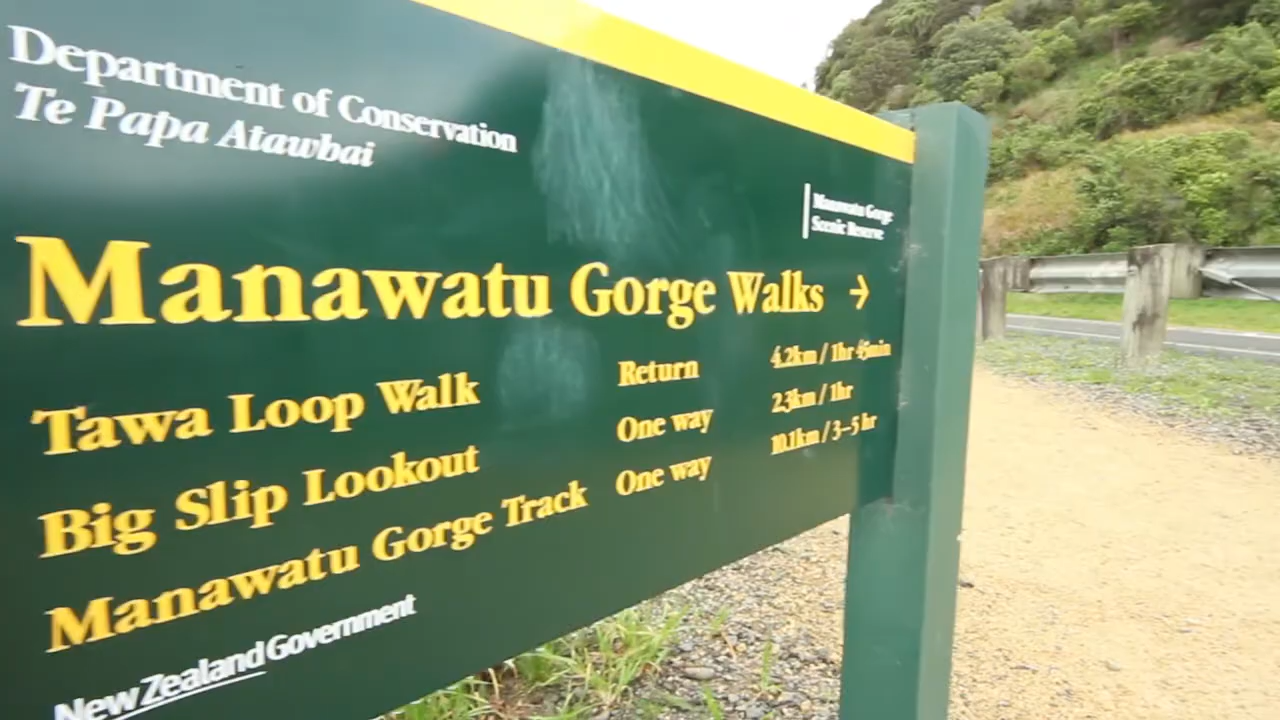 Department of Conservation
Te Papa Atawhai
Manawatu Gorge
Scenic Reserve
Manawatu Gorge Walks →
Tawa Loop Walk Return 4.2km / 1hr 45min
Big Slip Lookout One way 2.3km / 1hr
Manawatu Gorge Track One way 10.1km / 3–5 hr
New Zealand Government